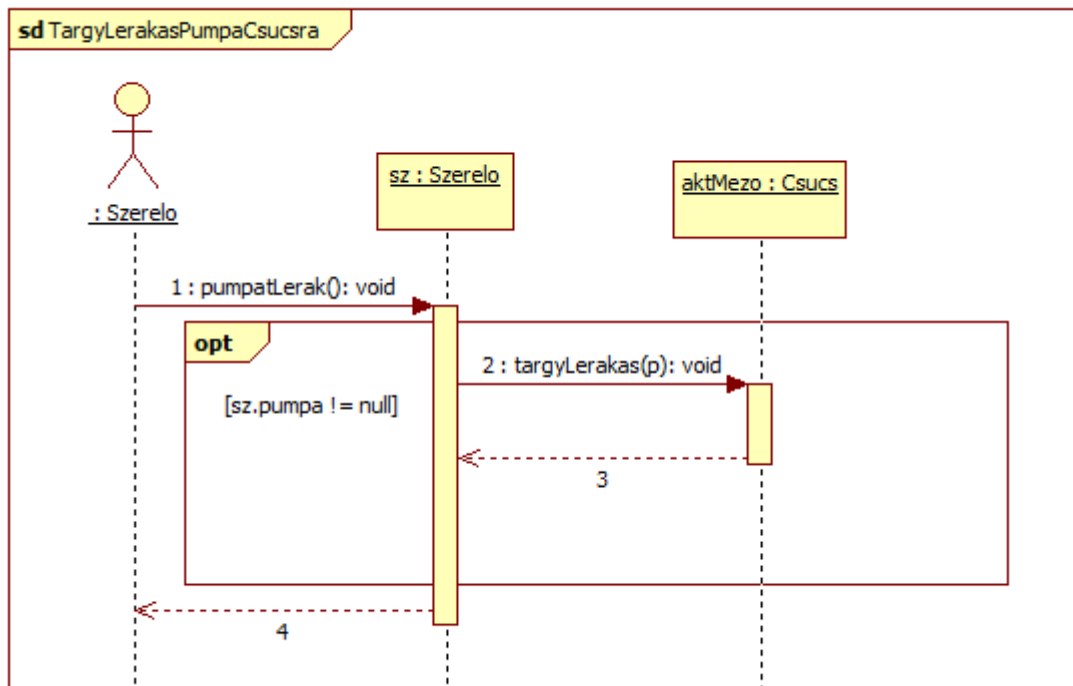 sd TargyLerakasPumpaCsucsra
sz : Szerelo
aktMezo : Csucs
: Szerelo
1 : pumpatLerak(): void
opt
2 : targyLerakas(p): void
[sz.pumpa != null]
3
4